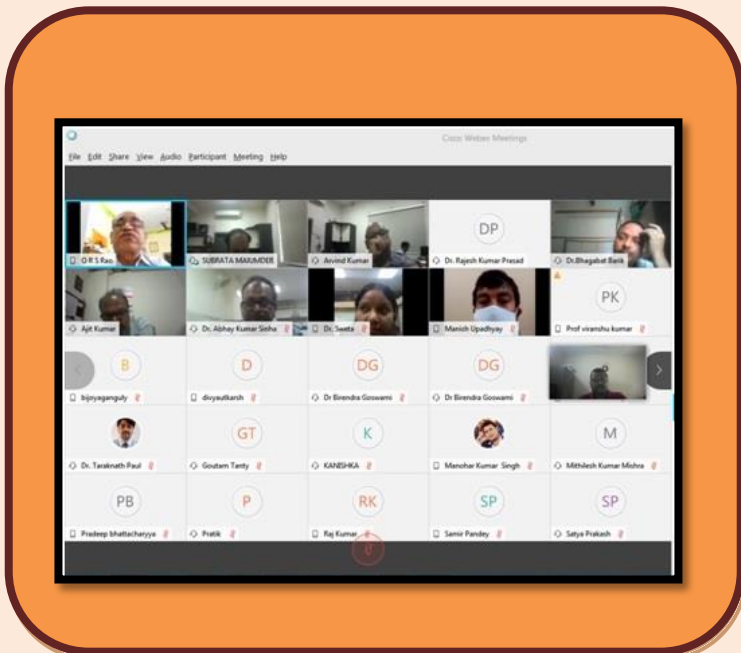 Cisco Webex Meetings
File Edit Share View Audio Participant Meeting Help
DP
O R S Rao SUBRATA MAJUMDER Arvind Kumar Dr. Rajesh Kumar Prasad Dr.Bhagabat Barik
PK
Ajit Kumar Dr. Abhay Kumar Sinha Dr. Sweta Manish Upadhyay Prof viranshu kumar
B D DG DG
bijoyaganguly divyautkarsh Dr Birendra Goswami Dr Birendra Goswami
GT K M
Dr. Taraknath Paul Goutam Tanty KANISHKA Manohar Kumar Singh Mithilesh Kumar Mishra
PB P RK SP SP
Pradeep bhattacharyya Pratik Raj Kumar Samir Pandey Satya Prakash